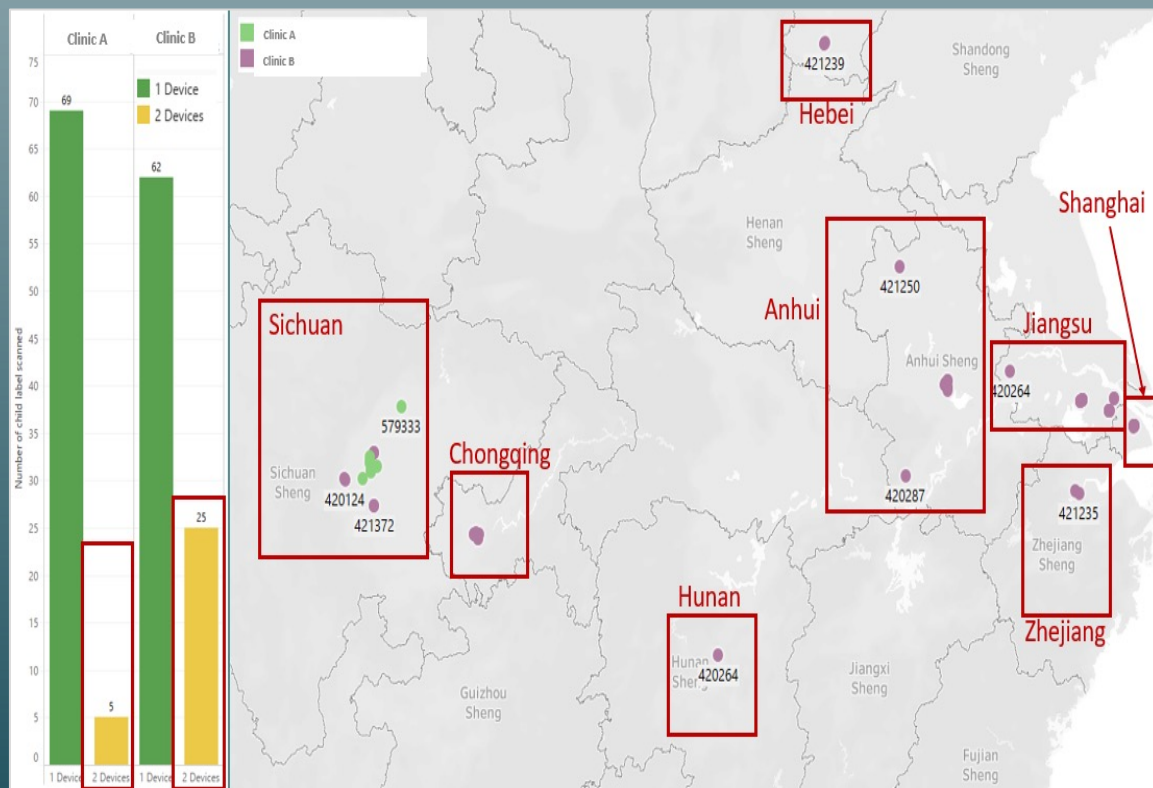 Clinic A
Clinic B
1 Device
2 Devices
Number of child label scanned
75
70
65
60
55
50
45
40
35
30
25
20
15
10
5
0
69
5
62
25
1 Device
2 Devices
1 Device
2 Devices
Clinic A
Clinic B
421239
Hebei
Shandong
Sheng
Shanghai
Henan
Sheng
421250
Anhui
Anhui Sheng
420287
Jiangsu
420264
Sichuan
579333
Sichuan
Sheng
420124
421372
Chongqing
421235
Zhejiang
Sheng
Zhejiang
Hunan
Hunan
Sheng
420264
Jiangxi
Sheng
Guizhou
Sheng
Fujian
Sheng